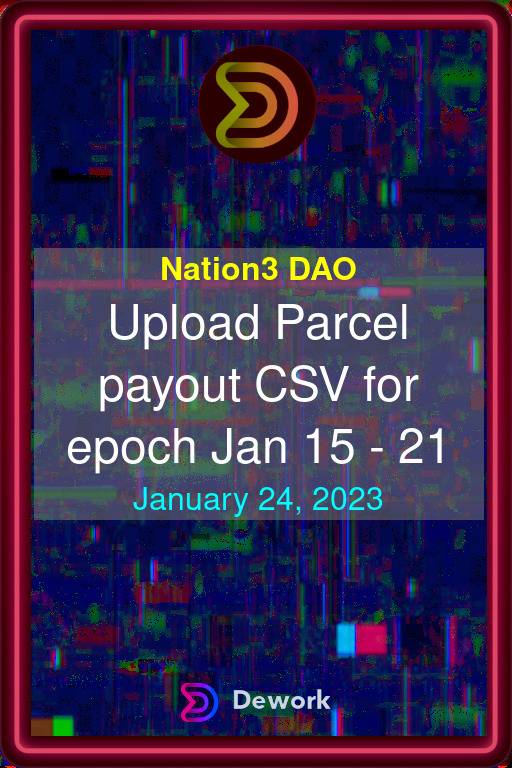 Nation3 DAO
Upload Parcel
payout CSV for
epoch Jan 15 - 21
January 24, 2023
Dework